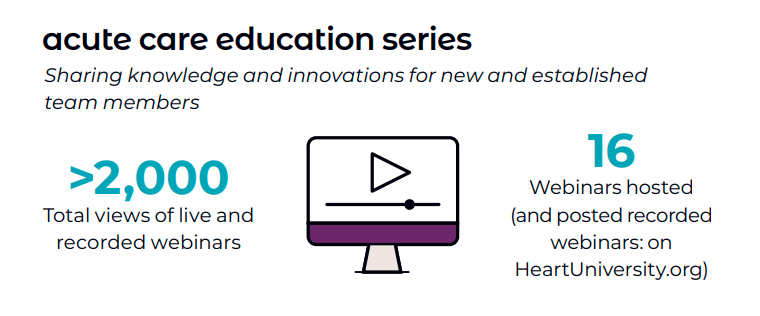 acute care education series
Sharing knowledge and innovations for new and established
team members
>2,000
Total views of live and
recorded webinars
16
Webinars hosted
(and posted recorded
webinars: on
HeartUniversity.org)